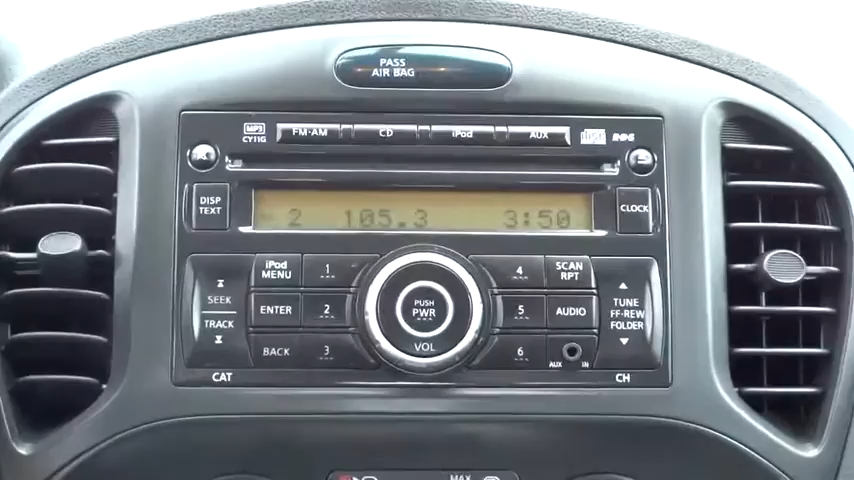 PASS
AIR BAG
MP3
CY11G
FM·AM
CD
iPod
AUX
DISP
TEXT
2 105.3 3:50
CLOCK
SEEK
TRACK
iPod
MENU
ENTER
BACK
1
2
3
PUSH
PWR
VOL
4
5
6
SCAN
RPT
AUDIO
AUX IN
TUNE
FF·REW
FOLDER
CAT
CH
MAX